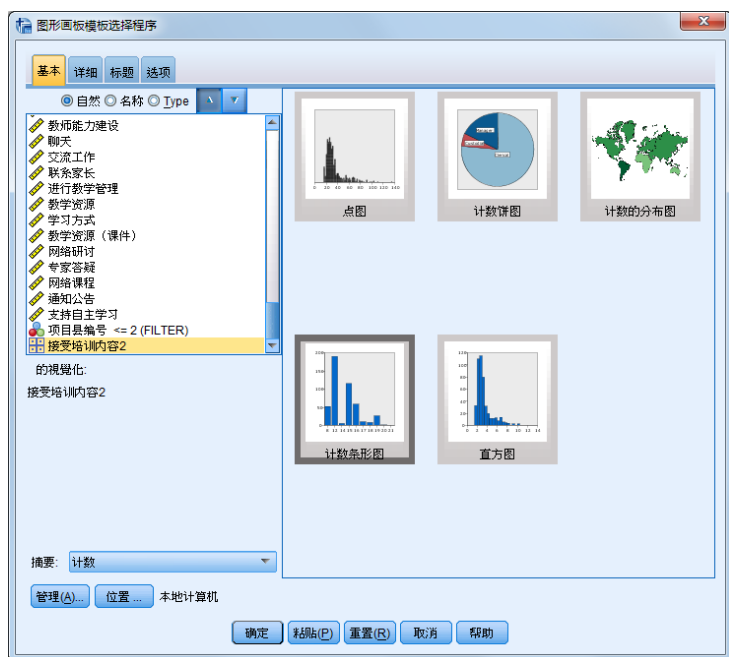 图形画板模板选择程序
基本 详细 标题 选项
自然 名称 Type
教师能力建设
聊天
交流工作
联系家长
进行教学管理
教学资源
学习方式
教学资源（课件）
网络研讨
专家答疑
网络课程
通知公告
支持自主学习
项目县编号 <= 2 (FILTER)
接受培训内容2
的視覺化:
接受培训内容2
点图
计数饼图
计数的分布图
计数条形图
直方图
摘要: 计数
管理(A)... 位置 ... 本地计算机
确定 粘贴(P) 重置(R) 取消 帮助